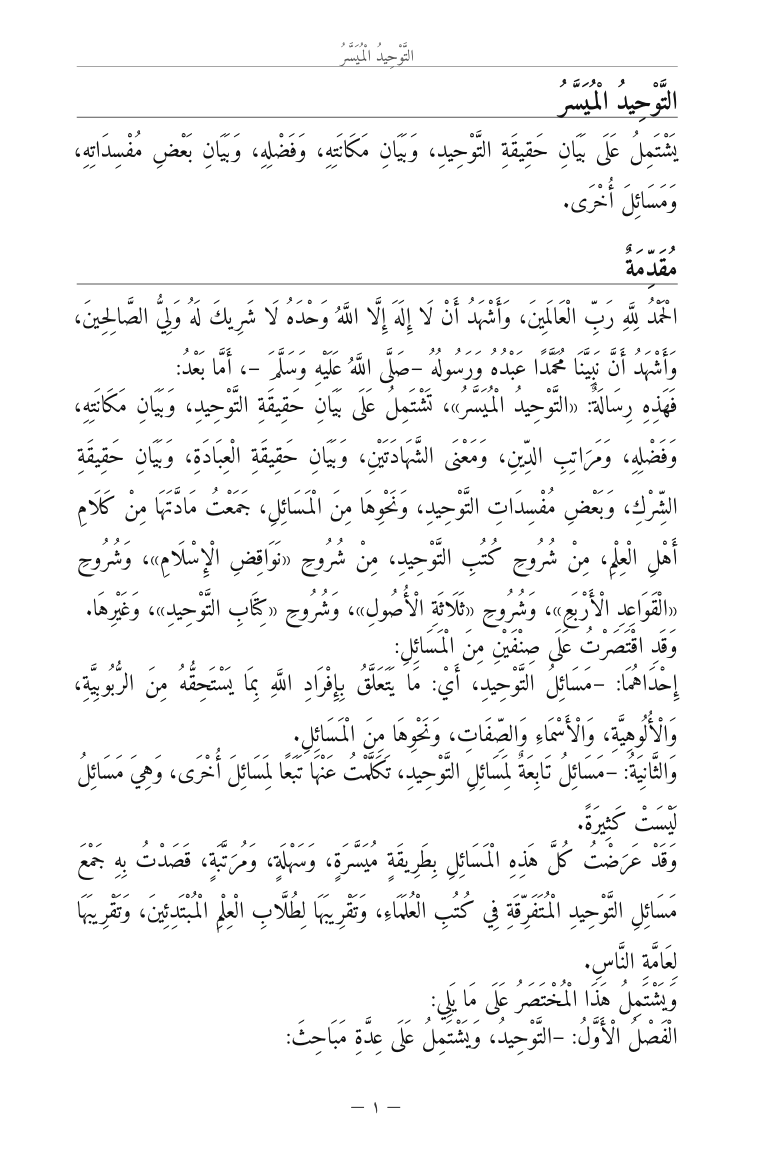 التَّوْحِيدُ الْمُيَسَّرُ
التَّوْحِيدُ الْمُيَسَّرُ
يَشْتَمِلُ عَلَى بَيَانِ حَقِيقَةِ التَّوْحِيدِ، وَبَيَانِ مَكَانَتِهِ، وَفَضْلِهِ، وَبَيَانِ بَعْضِ مُفْسِدَاتِهِ،
وَمَسَائِلَ أُخْرَى.
مُقَدِّمَةٌ
الْحَمْدُ لِلَّهِ رَبِّ الْعَالَمِينَ، وَأَشْهَدُ أَنْ لَا إِلَهَ إِلَّا اللَّهُ وَحْدَهُ لَا شَرِيكَ لَهُ وَلِيُّ الصَّالِحِينَ،
وَأَشْهَدُ أَنَّ نَبِيَّنَا مُحَمَّدًا عَبْدُهُ وَرَسُولُهُ -صَلَّى اللَّهُ عَلَيْهِ وَسَلَّمَ -، أَمَّا بَعْدُ:
فَهَذِهِ رِسَالَةٌ: «التَّوْحِيدُ الْمُيَسَّرُ»، تَشْتَمِلُ عَلَى بَيَانِ حَقِيقَةِ التَّوْحِيدِ، وَبَيَانِ مَكَانَتِهِ،
وَفَضْلِهِ، وَمَرَاتِبِ الدِّينِ، وَمَعْنَى الشَّهَادَتَيْنِ، وَبَيَانِ حَقِيقَةِ الْعِبَادَةِ، وَبَيَانِ حَقِيقَةِ
الشِّرْكِ، وَبَعْضِ مُفْسِدَاتِ التَّوْحِيدِ، وَنَحْوِهَا مِنَ الْمَسَائِلِ، جَمَعْتُ مَادَّتَهَا مِنْ كَلَامِ
أَهْلِ الْعِلْمِ، مِنْ شُرُوحِ كُتُبِ التَّوْحِيدِ، مِنْ شُرُوحِ «نَوَاقِضِ الْإِسْلَامِ»، وَشُرُوحِ
«الْقَوَاعِدِ الْأَرْبَعِ»، وَشُرُوحِ «ثَلَاثَةِ الْأُصُولِ»، وَشُرُوحِ «كِتَابِ التَّوْحِيدِ»، وَغَيْرِهَا.
وَقَدِ اقْتَصَرْتُ عَلَى صِنْفَيْنِ مِنَ الْمَسَائِلِ:
إِحْدَاهُمَا: -مَسَائِلُ التَّوْحِيدِ، أَيْ: مَا يَتَعَلَّقُ بِإِفْرَادِ اللَّهِ بِمَا يَسْتَحِقُّهُ مِنَ الرُّبُوبِيَّةِ،
وَالْأُلُوهِيَّةِ، وَالْأَسْمَاءِ وَالصِّفَاتِ، وَنَحْوِهَا مِنَ الْمَسَائِلِ.
وَالثَّانِيَةُ: -مَسَائِلُ تَابِعَةٌ لِمَسَائِلِ التَّوْحِيدِ، تَكَلَّمْتُ عَنْهَا تَبَعًا لِمَسَائِلَ أُخْرَى، وَهِيَ مَسَائِلُ
لَيْسَتْ كَثِيرَةً.
وَقَدْ عَرَضْتُ كُلَّ هَذِهِ الْمَسَائِلِ بِطَرِيقَةٍ مُيَسَّرَةٍ، وَسَهْلَةٍ، وَمُرَتَّبَةٍ، قَصَدْتُ بِهِ جَمْعَ
مَسَائِلِ التَّوْحِيدِ الْمُتَفَرِّقَةِ فِي كُتُبِ الْعُلَمَاءِ، وَتَقْرِيبَهَا لِطُلَّابِ الْعِلْمِ الْمُبْتَدِئِينَ، وَتَقْرِيبَهَا
لِعَامَّةِ النَّاسِ.
وَيَشْتَمِلُ هَذَا الْمُخْتَصَرُ عَلَى مَا يَلِي:
الْفَصْلُ الْأَوَّلُ: -التَّوْحِيدُ، وَيَشْتَمِلُ عَلَى عِدَّةِ مَبَاحِثَ:
— ١ —